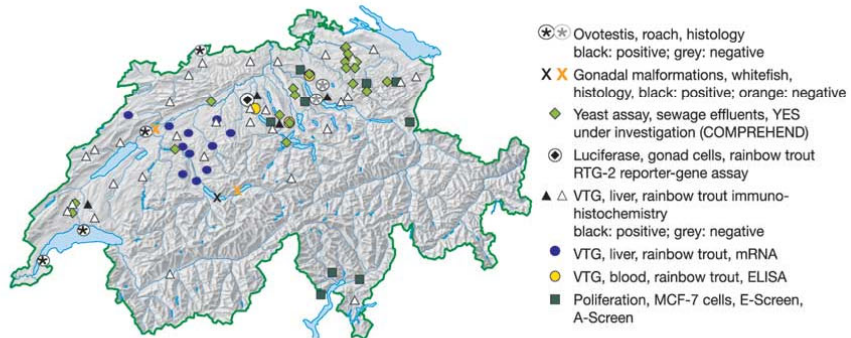 Ovotestis, roach, histology
black: positive; grey: negative
Gonadal malformations, whitefish,
histology, black: positive; orange: negative
Yeast assay, sewage effluents, YES
under investigation (COMPREHEND)
Luciferase, gonad cells, rainbow trout
RTG-2 reporter-gene assay
VTG, liver, rainbow trout immuno-
histochemistry
black: positive; grey: negative
VTG, liver, rainbow trout, mRNA
VTG, blood, rainbow trout, ELISA
Poliferation, MCF-7 cells, E-Screen,
A-Screen